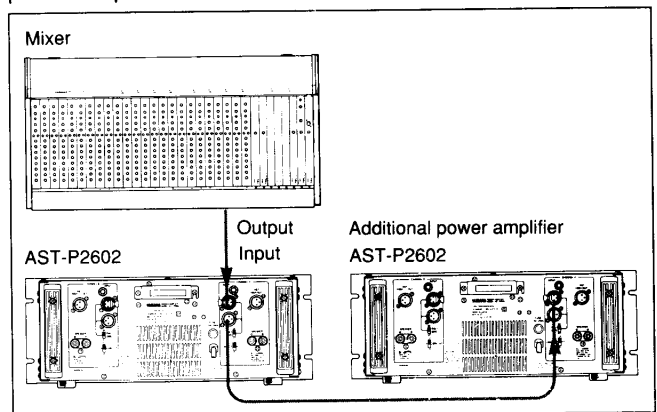 Mixer
Output
Input
Additional power amplifier
AST-P2602
AST-P2602